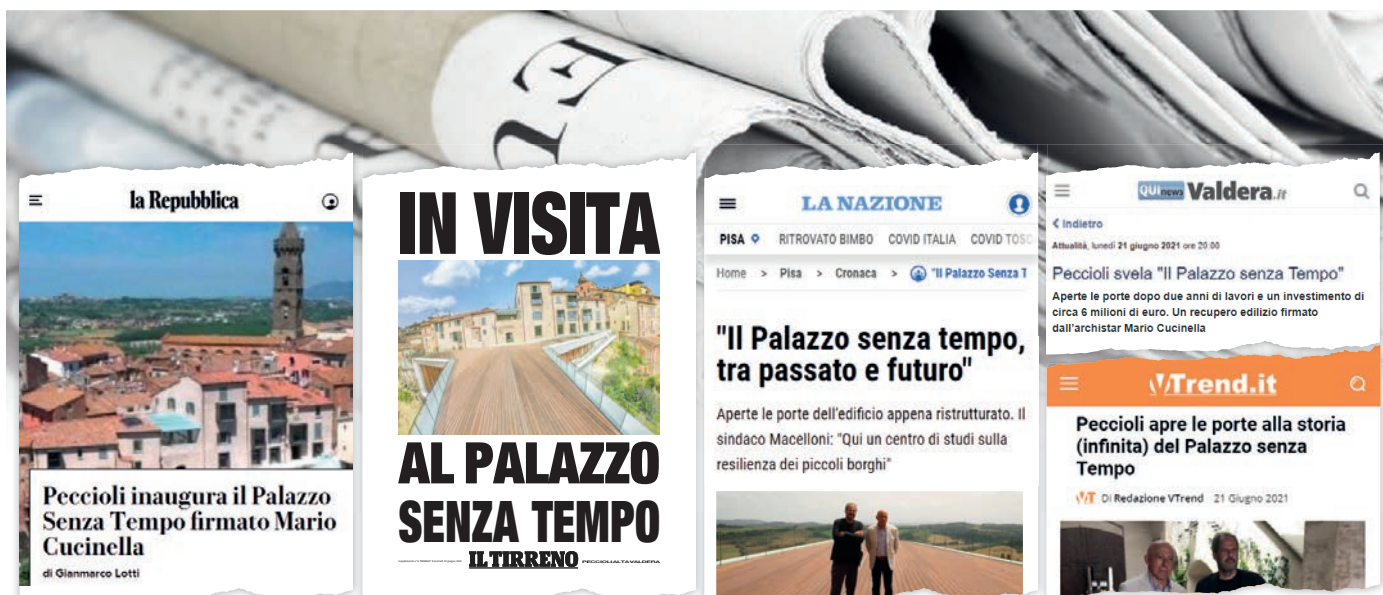 la Repubblica
Peccioli inaugura il Palazzo
Senza Tempo firmato Mario
Cucinella
di Gianmarco Lotti
IN VISITA
AL PALAZZO
SENZA TEMPO
IL TIRRENO PECCIOLIALTAVALDERA
LA NAZIONE
PISA RITROVATO BIMBO COVID ITALIA COVID TOSC
Home > Pisa > Cronaca > "Il Palazzo Senza T
"Il Palazzo senza tempo,
tra passato e futuro"
Aperte le porte dell'edificio appena ristrutturato. Il
sindaco Macelloni: "Qui un centro di studi sulla
resilienza dei piccoli borghi"
QUI news Valdera.it
< Indietro
Attualità, lunedì 21 giugno 2021 ore 20:00
Peccioli svela "Il Palazzo senza Tempo"
Aperte le porte dopo due anni di lavori e un investimento di
circa 6 milioni di euro. Un recupero edilizio firmato
dall'archistar Mario Cucinella
VTrend.it
Peccioli apre le porte alla storia
(infinita) del Palazzo senza
Tempo
VT Di Redazione VTrend 21 Giugno 2021